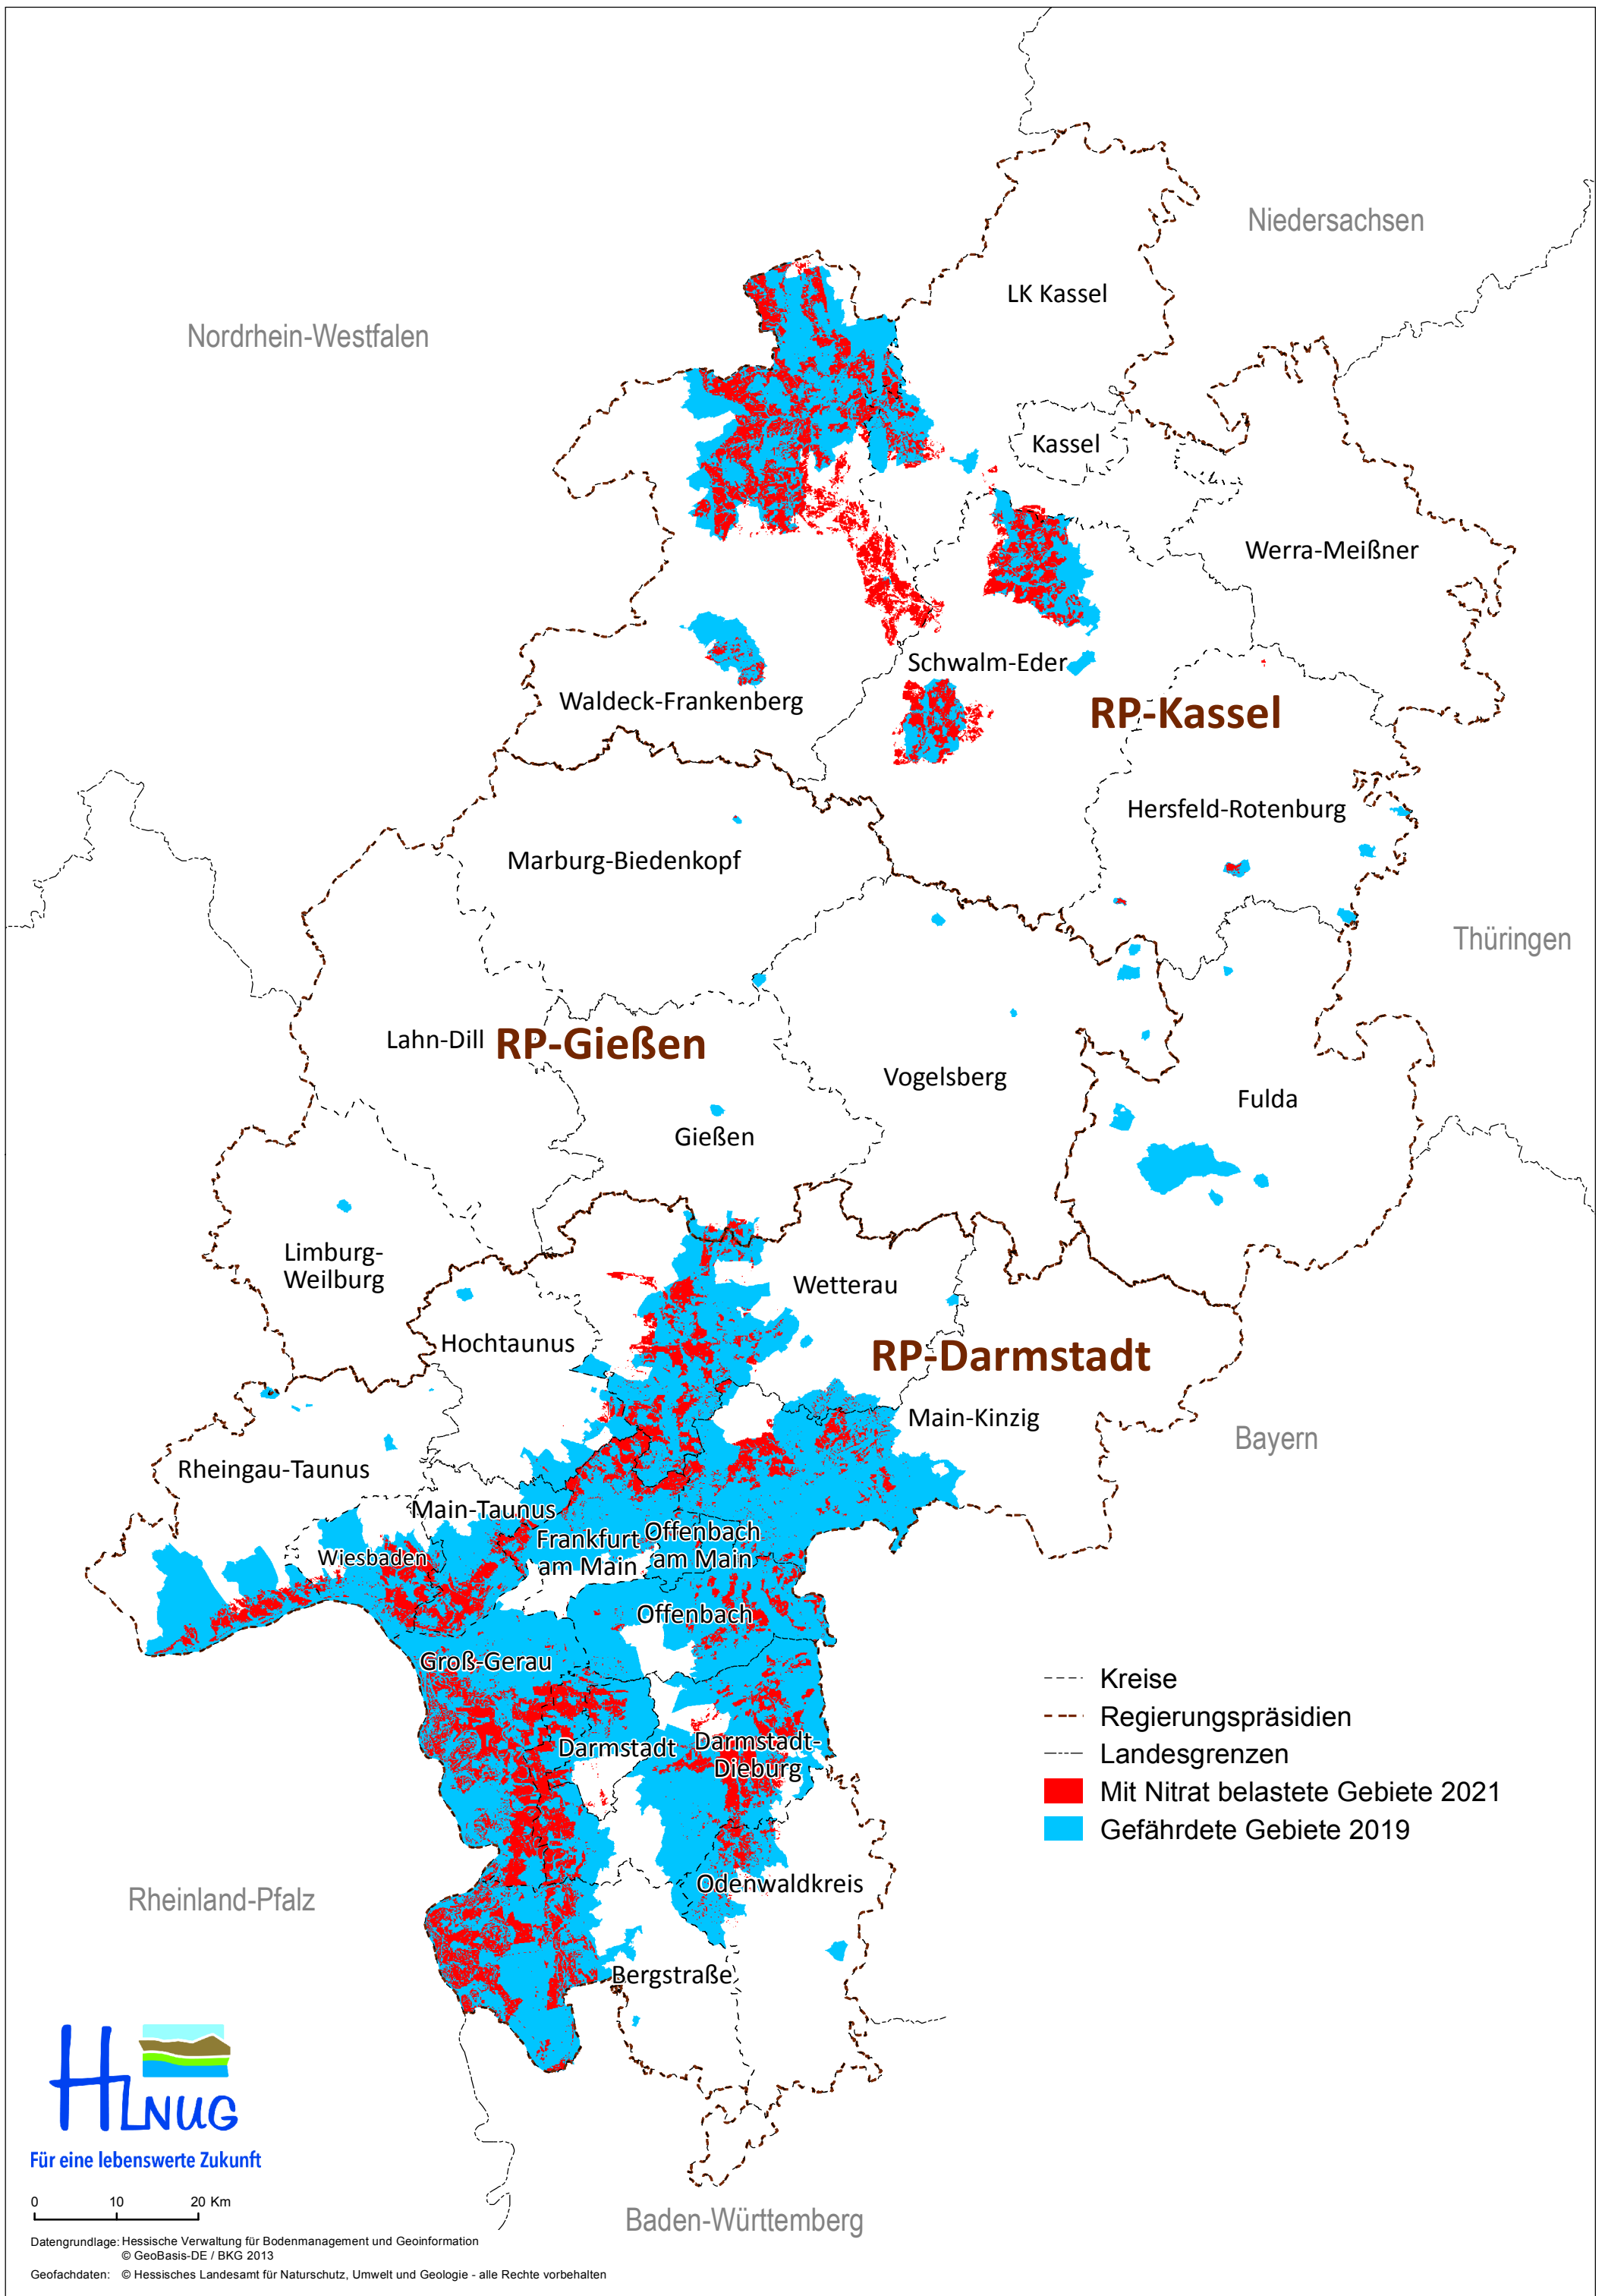 Niedersachsen
LK Kassel
Nordrhein-Westfalen
Kassel
Werra-Meißner
Schwalm-Eder
Waldeck-Frankenberg
RP-Kassel
Hersfeld-Rotenburg
Marburg-Biedenkopf
Thüringen
Lahn-Dill
RP-Gießen
Vogelsberg
Fulda
Gießen
Limburg-
Weilburg
Wetterau
Hochtaunus
RP-Darmstadt
Main-Kinzig
Bayern
Rheingau-Taunus
Main-Taunus
Wiesbaden
Frankfurt
am Main
Offenbach
am Main
Offenbach
Groß-Gerau
Darmstadt
Darmstadt-
Dieburg
Odenwaldkreis
Rheinland-Pfalz
Bergstraße
Kreise
Regierungspräsidien
Landesgrenzen
Mit Nitrat belastete Gebiete 2021
Gefährdete Gebiete 2019
HLNUG
Für eine lebenswerte Zukunft
0 10 20 Km
Baden-Württemberg
Datengrundlage: Hessische Verwaltung für Bodenmanagement und Geoinformation
© GeoBasis-DE / BKG 2013
Geofachdaten: © Hessisches Landesamt für Naturschutz, Umwelt und Geologie - alle Rechte vorbehalten